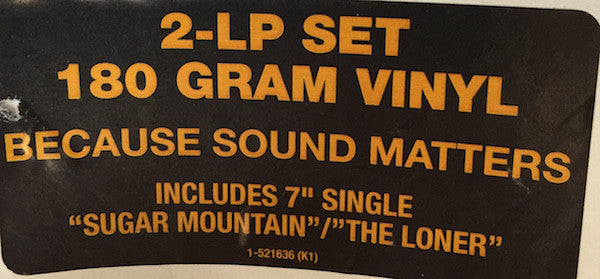 2-LP SET
180 GRAM VINYL
BECAUSE SOUND MATTERS
INCLUDES 7" SINGLE
“SUGAR MOUNTAIN”/”THE LONER”
1-521636 (K1)